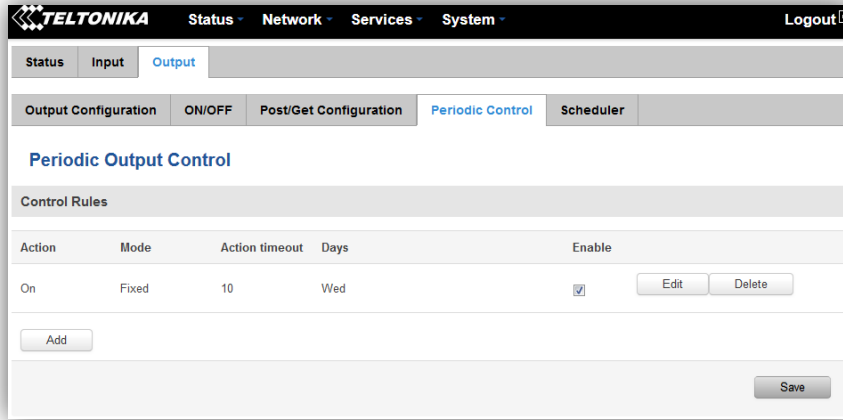 TELTONIKA Status Network Services System Logout
Status Input Output
Output Configuration ON/OFF Post/Get Configuration Periodic Control Scheduler
Periodic Output Control
Control Rules
Action Mode Action timeout Days Enable
On Fixed 10 Wed Edit Delete
Add
Save